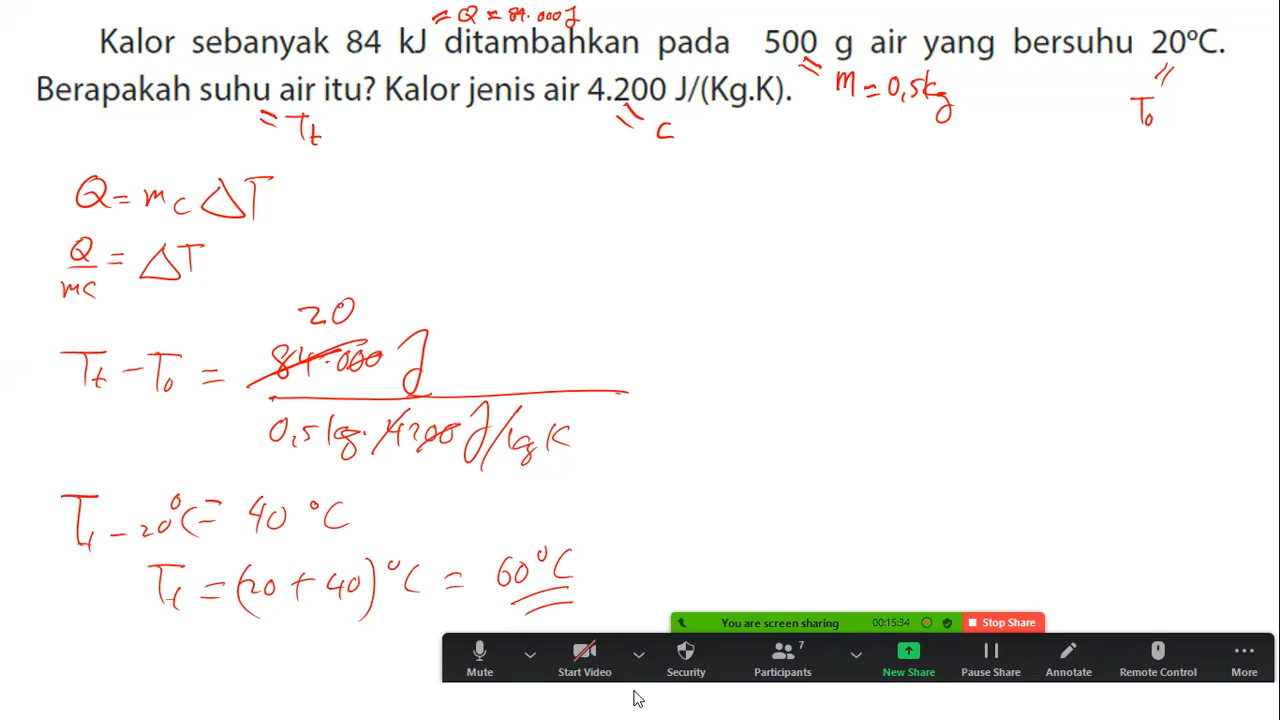 = Q = 84.000 J
Kalor sebanyak 84 kJ ditambahkan pada 500 g air yang bersuhu 20°C.
Berapakah suhu air itu? Kalor jenis air 4.200 J/(Kg.K).
m = 0,5kg
T₀
= Tₜ
c
Q = mc ΔT
Q/mc = ΔT
20
Tₜ - T₀ = 84.000 J
0,5 kg. 4200 J/kg K
Tₜ - 20°C = 40 °C
Tₜ = (20 + 40)°C = 60°C
You are screen sharing 00:15:34 Stop Share
7
Mute Start Video Security Participants New Share Pause Share Annotate Remote Control More